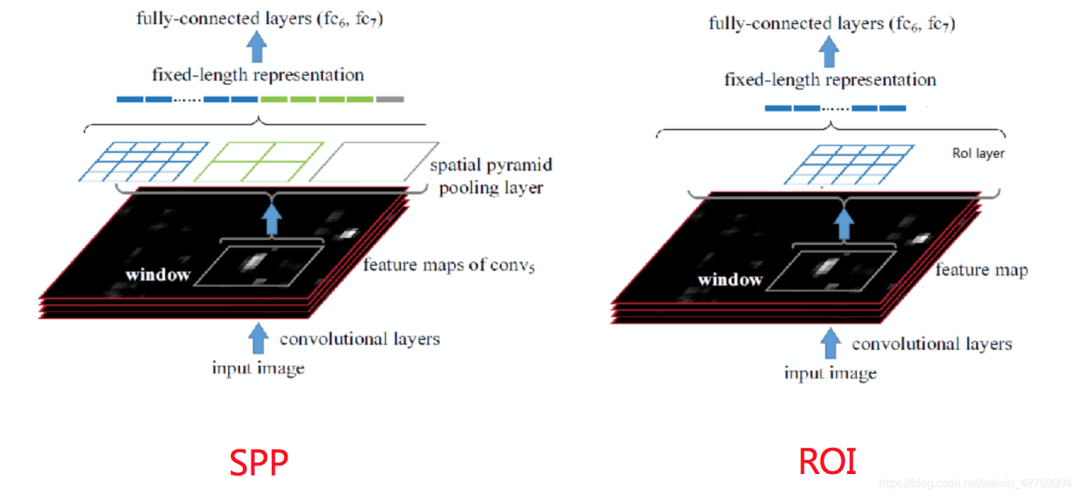 fully-connected layers (fc6, fc7)
fixed-length representation
spatial pyramid
pooling layer
window
feature maps of conv5
convolutional layers
input image
SPP
fully-connected layers (fc6, fc7)
fixed-length representation
RoI layer
window
feature map
convolutional layers
input image
ROI
https://blog.csdn.net/weixin_42768004